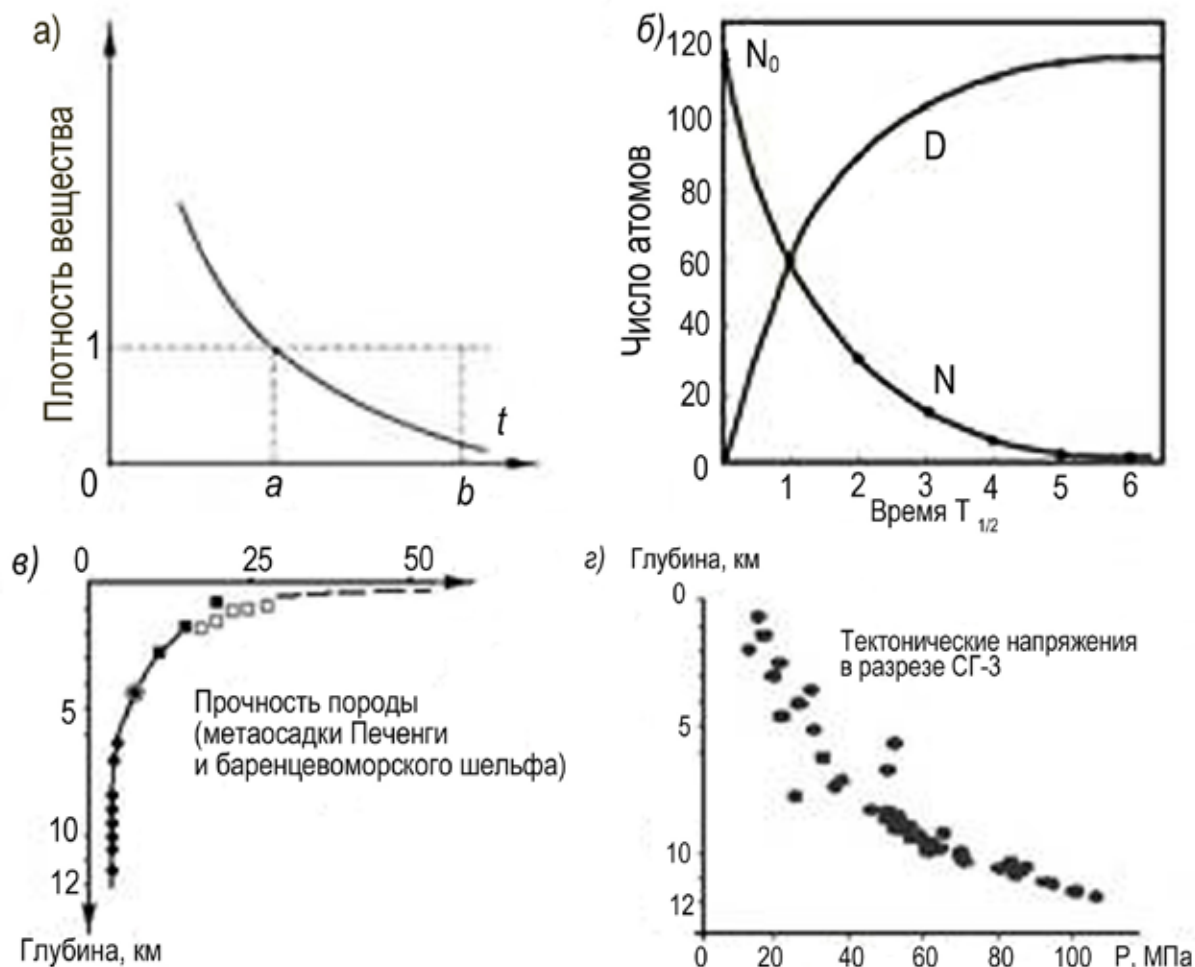 а)
Плотность вещества
1
0
a
b
t
б)
120
100
80
60
40
20
0
Число атомов
N₀
D
N
1 2 3 4 5 6
Время T 1/2
в)
0 25 50
5
10
12
Прочность породы
(метаосадки Печенги
и баренцевоморского шельфа)
Глубина, км
г) Глубина, км
0
5
10
12
Тектонические напряжения
в разрезе СГ-3
0 20 40 60 80 100 P, МПа